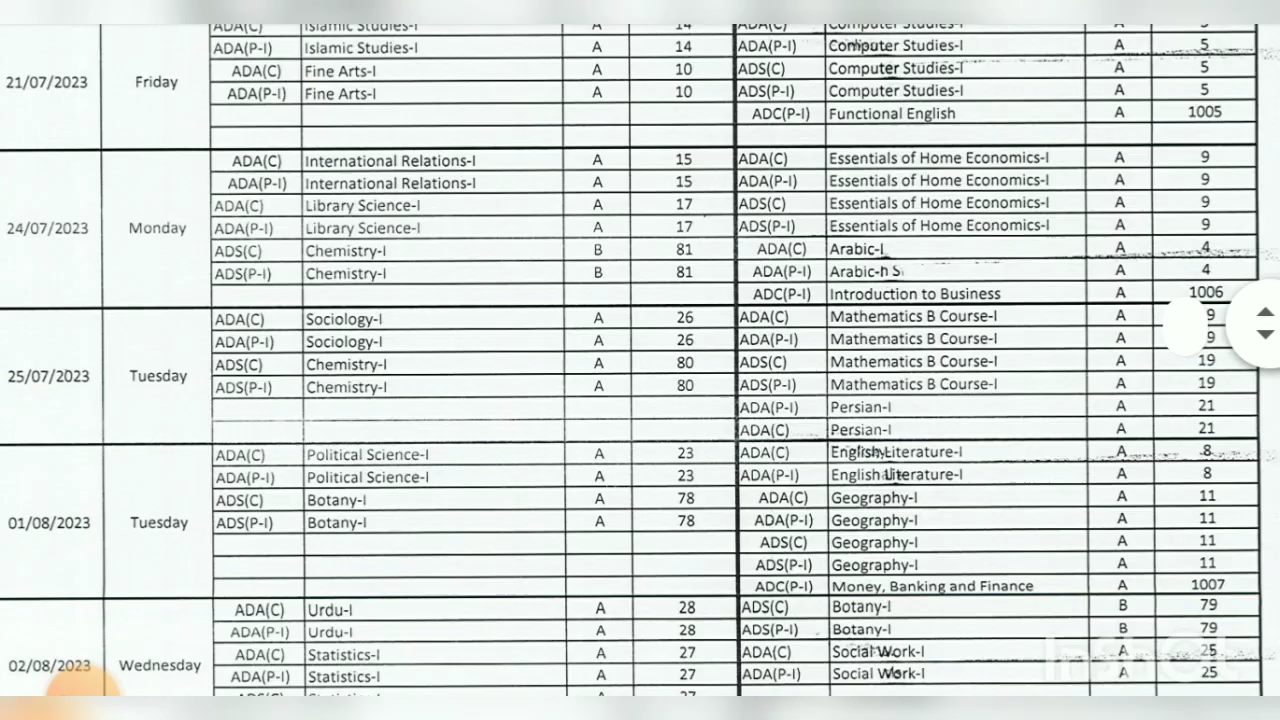 ADA(C) Islamic Studies-I A 14 ADA(C) Computer Studies-I A 5
ADA(P-I) Islamic Studies-I A 14 ADA(P-I) Computer Studies-I A 5
21/07/2023 Friday ADA(C) Fine Arts-I A 10 ADS(C) Computer Studies-I A 5
ADA(P-I) Fine Arts-I A 10 ADS(P-I) Computer Studies-I A 5
ADC(P-I) Functional English A 1005
ADA(C) International Relations-I A 15 ADA(C) Essentials of Home Economics-I A 9
ADA(P-I) International Relations-I A 15 ADA(P-I) Essentials of Home Economics-I A 9
ADA(C) Library Science-I A 17 ADS(C) Essentials of Home Economics-I A 9
24/07/2023 Monday ADA(P-I) Library Science-I A 17 ADS(P-I) Essentials of Home Economics-I A 9
ADS(C) Chemistry-I B 81 ADA(C) Arabic-I A 4
ADS(P-I) Chemistry-I B 81 ADA(P-I) A 4
ADC(P-I) Introduction to Business A 1006
ADA(C) Sociology-I A 26 ADA(C) Mathematics B Course-I A 9
ADA(P-I) Sociology-I A 26 ADA(P-I) Mathematics B Course-I A 9
25/07/2023 Tuesday ADS(C) Chemistry-I A 80 ADS(C) Mathematics B Course-I A 19
ADS(P-I) Chemistry-I A 80 ADS(P-I) Mathematics B Course-I A 19
ADA(P-I) Persian-I A 21
ADA(C) Persian-I A 21
ADA(C) Political Science-I A 23 ADA(C) English Literature-I A 8
ADA(P-I) Political Science-I A 23 ADA(P-I) English Literature-I A 8
ADS(C) Botany-I A 78 ADA(C) Geography-I A 11
01/08/2023 Tuesday ADS(P-I) Botany-I A 78 ADA(P-I) Geography-I A 11
ADS(C) Geography-I A 11
ADS(P-I) Geography-I A 11
ADC(P-I) Money, Banking and Finance A 1007
ADA(C) Urdu-I A 28 ADS(C) Botany-I B 79
ADA(P-I) Urdu-I A 28 ADS(P-I) Botany-I B 79
02/08/2023 Wednesday ADA(C) Statistics-I A 27 ADA(C) Social Work-I A 25
ADA(P-I) Statistics-I A 27 ADA(P-I) Social Work-I A 25